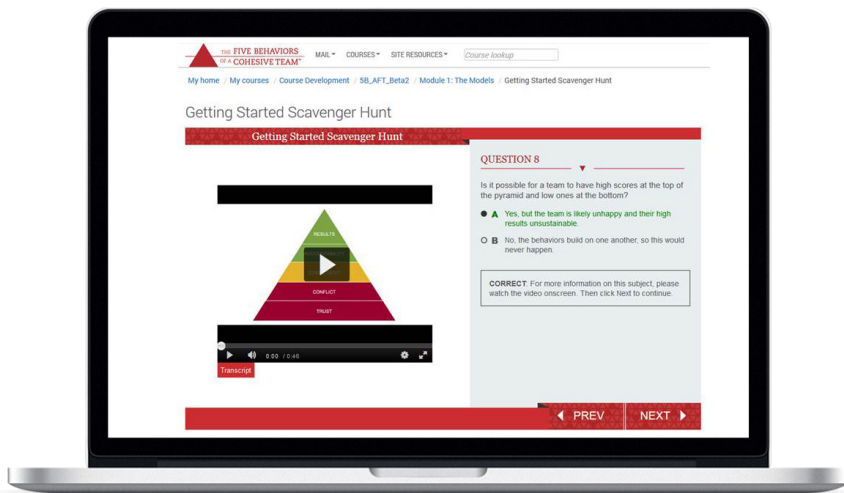 THE FIVE BEHAVIORS
OF A COHESIVE TEAM™
MAIL COURSES SITE RESOURCES Course lookup
My home / My courses / Course Development / 5B_AFT_Beta2 / Module 1: The Models / Getting Started Scavenger Hunt
Getting Started Scavenger Hunt
Getting Started Scavenger Hunt
RESULTS
CONFLICT
TRUST
0:00 / 0:46
Transcript
QUESTION 8
Is it possible for a team to have high scores at the top of
the pyramid and low ones at the bottom?
A Yes, but the team is likely unhappy and their high
results unsustainable.
B No, the behaviors build on one another, so this would
never happen.
CORRECT: For more information on this subject, please
watch the video onscreen. Then click Next to continue.
PREV NEXT